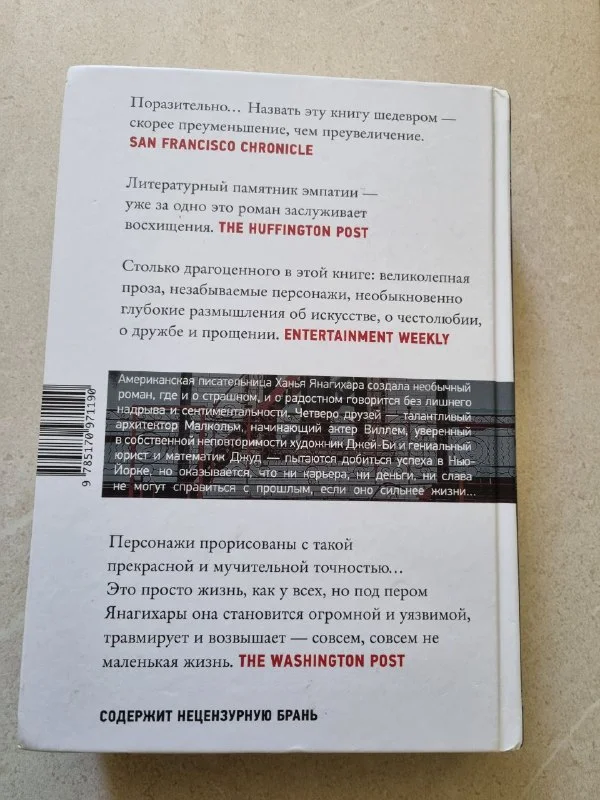 Поразительно... Назвать эту книгу шедевром —
скорее преуменьшение, чем преувеличение.
SAN FRANCISCO CHRONICLE
Литературный памятник эмпатии —
уже за одно это роман заслуживает
восхищения. THE HUFFINGTON POST
Столько драгоценного в этой книге: великолепная
проза, незабываемые персонажи, необыкновенно
глубокие размышления об искусстве, о честолюбии,
о дружбе и прощении. ENTERTAINMENT WEEKLY
Американская писательница Ханья Янагихара создала необычный
роман, где и о страшном, и о радостном говорится без лишнего
надрыва и сентиментальности. Четверо друзей — талантливый
архитектор Малкольм, начинающий актер Виллем, уверенный
в собственной неповторимости художник Джей-Би и гениальный
юрист и математик Джуд — пытаются добиться успеха в Нью-
Йорке, но оказывается, что ни карьера, ни деньги, ни слава
не могут справиться с прошлым, если оно сильнее жизни...
9 785170 971190
Персонажи прорисованы с такой
прекрасной и мучительной точностью...
Это просто жизнь, как у всех, но под пером
Янагихары она становится огромной и уязвимой,
травмирует и возвышает — совсем, совсем не
маленькая жизнь. THE WASHINGTON POST
СОДЕРЖИТ НЕЦЕНЗУРНУЮ БРАНЬ